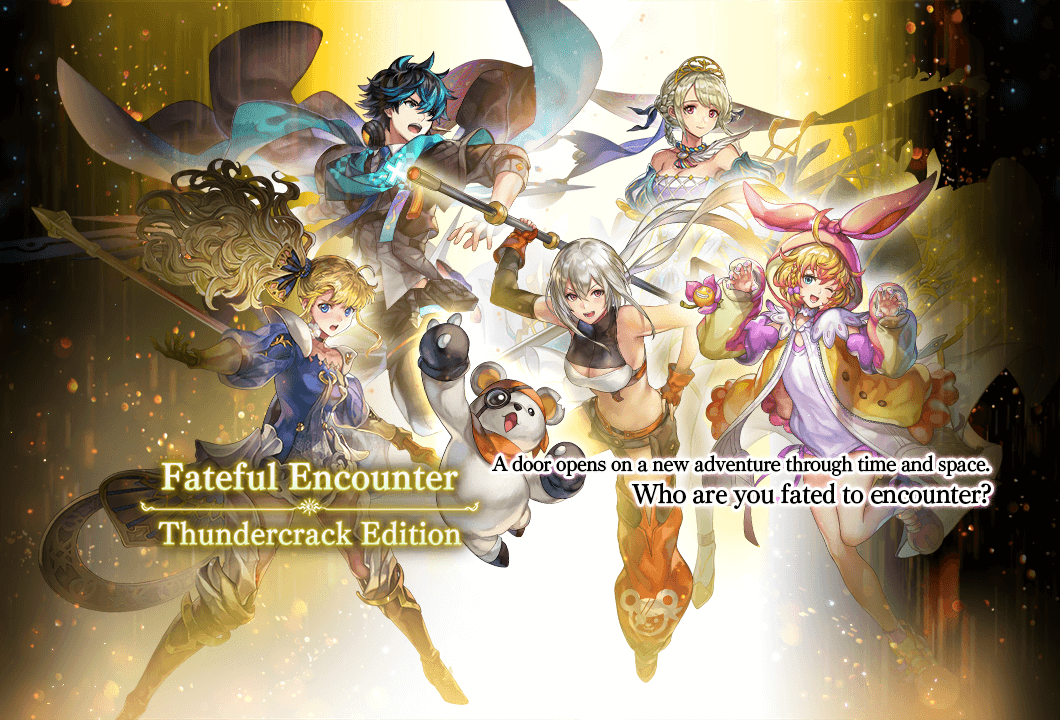 Fateful Encounter
Thundercrack Edition
A door opens on a new adventure through time and space.
Who are you fated to encounter?